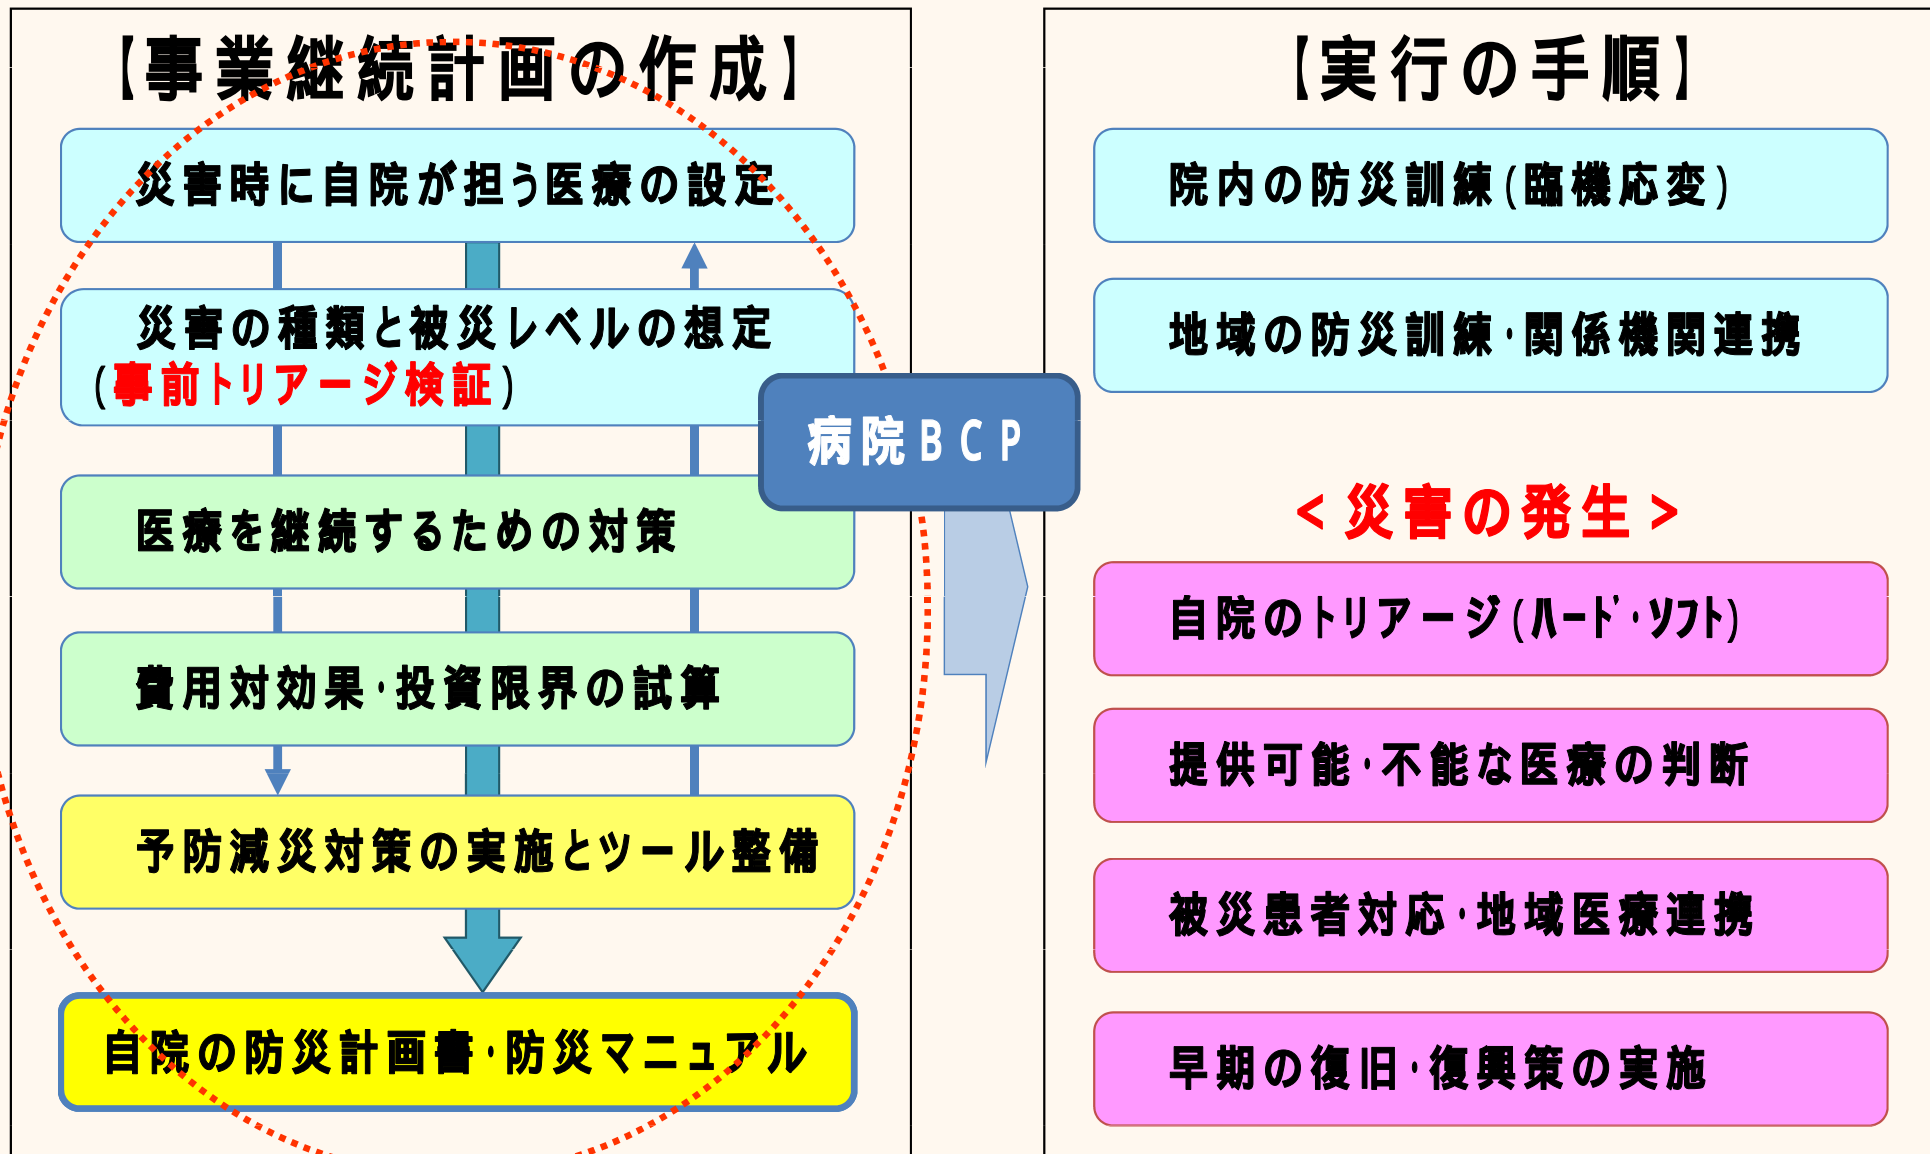 【事業継続計画の作成】
災害時に自院が担う医療の設定
災害の種類と被災レベルの想定
(事前トリアージ検証)
医療を継続するための対策
費用対効果･投資限界の試算
予防減災対策の実施とツール整備
自院の防災計画書･防災マニュアル
病院BCP
【実行の手順】
院内の防災訓練(臨機応変)
地域の防災訓練･関係機関連携
<災害の発生>
自院のトリアージ(ﾊｰﾄﾞ･ｿﾌﾄ)
提供可能･不能な医療の判断
被災患者対応･地域医療連携
早期の復旧･復興策の実施